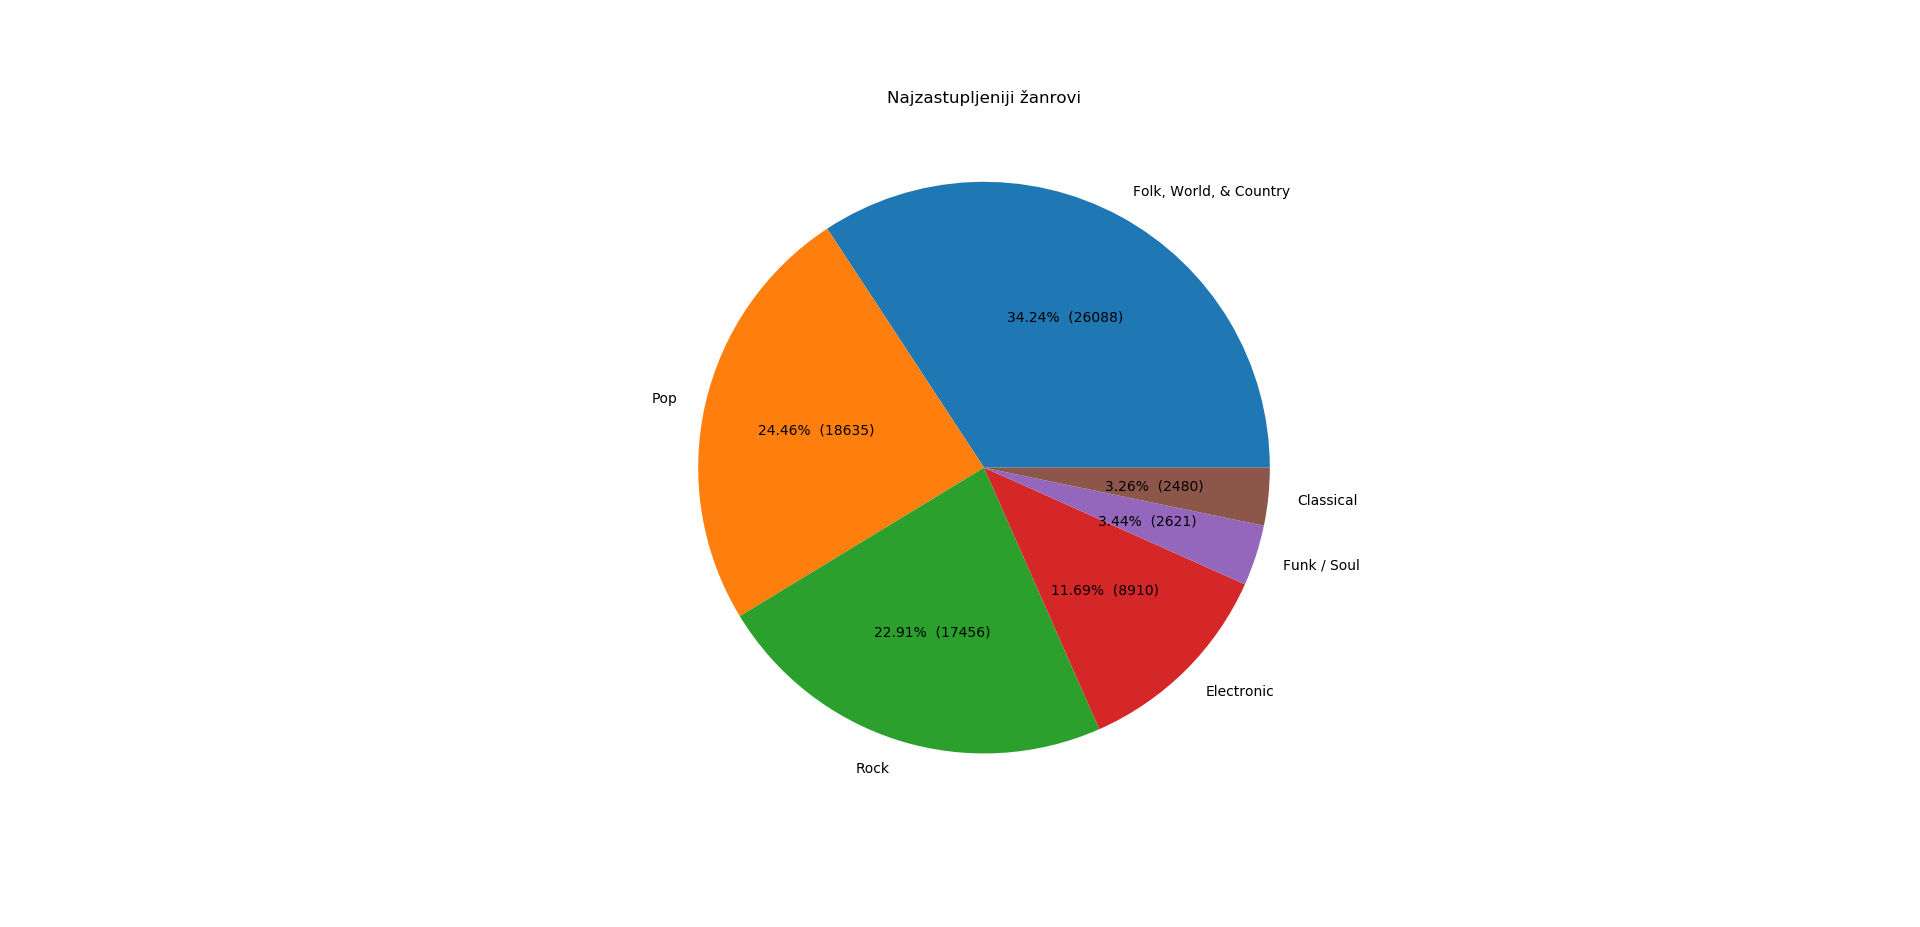 Najzastupljeniji žanrovi
Folk, World, & Country
34.24%  (26088)
Pop
24.46%  (18635)
Rock
22.91%  (17456)
Electronic
11.69%  (8910)
Funk / Soul
3.44%  (2621)
Classical
3.26%  (2480)